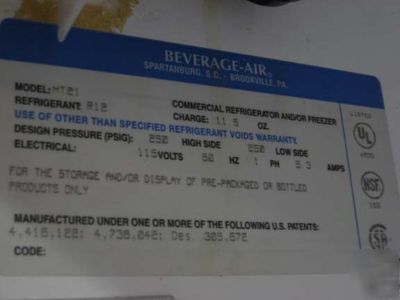 BEVERAGE-AIR®
SPARTANBURG, S.C. - BROOKVILLE, PA.
MODEL: MT21 COMMERCIAL REFRIGERATOR AND/OR FREEZER
REFRIGERANT: R12 CHARGE: 11.5 OZ.
USE OF OTHER THAN SPECIFIED REFRIGERANT VOIDS WARRANTY.
DESIGN PRESSURE (PSIG): 250 HIGH SIDE 250 LOW SIDE
ELECTRICAL: 115VOLTS 60 HZ 1 PH 5.3 AMPS
FOR THE STORAGE AND/OR DISPLAY OF PRE-PACKAGED OR BOTTLED
PRODUCTS ONLY
MANUFACTURED UNDER ONE OR MORE OF THE FOLLOWING U.S. PATENTS:
4,416,122; 4,738,042; Des. 305,672
CODE:
LISTED
UL
NSF
SA